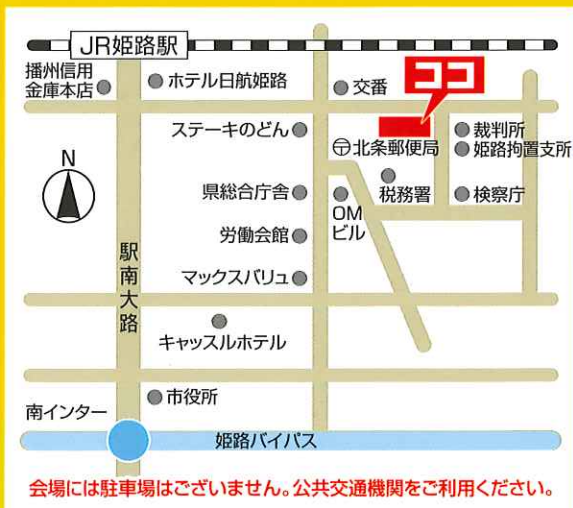 JR姫路駅
播州信用
金庫本店
ホテル日航姫路
交番
ココ
ステーキのどん
〶北条郵便局
裁判所
姫路拘置支所
N
県総合庁舎
OM
ビル
税務署
検察庁
労働会館
駅南大路
マックスバリュ
キャッスルホテル
市役所
南インター
姫路バイパス
会場には駐車場はございません。公共交通機関をご利用ください。